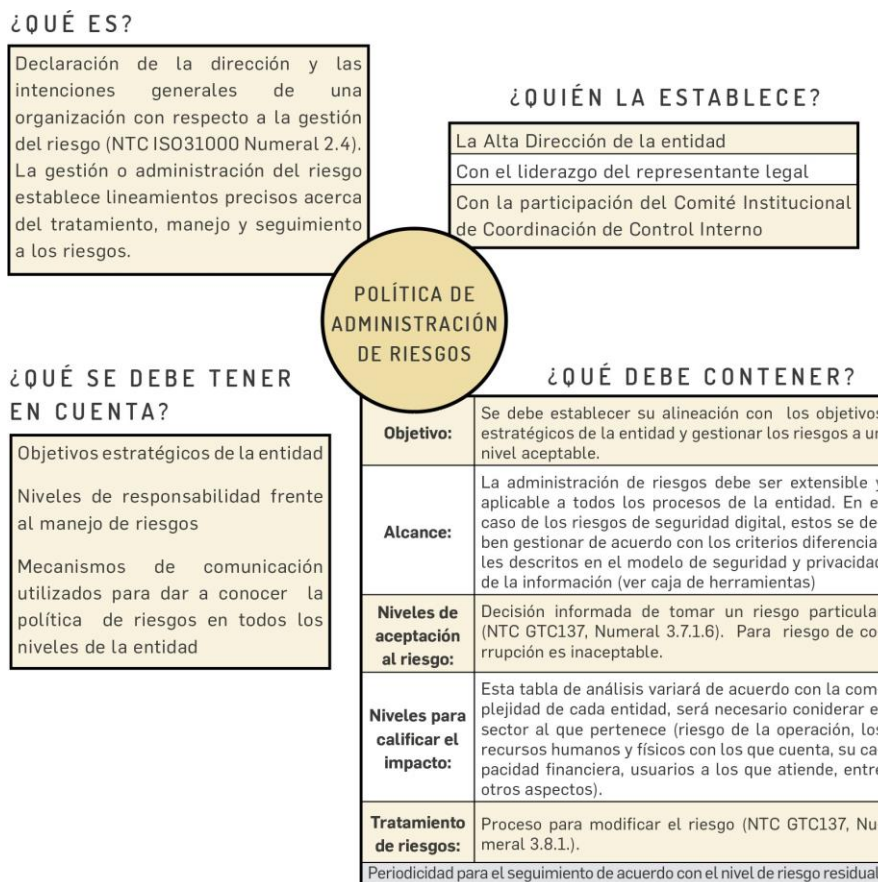 ¿QUÉ ES?
Declaración de la dirección y las
intenciones generales de una
organización con respecto a la gestión
del riesgo (NTC ISO31000 Numeral 2.4).
La gestión o administración del riesgo
establece lineamientos precisos acerca
del tratamiento, manejo y seguimiento
a los riesgos.
¿QUIÉN LA ESTABLECE?
La Alta Dirección de la entidad
Con el liderazgo del representante legal
Con la participación del Comité Institucional
de Coordinación de Control Interno
POLÍTICA DE
ADMINISTRACIÓN
DE RIESGOS
¿QUÉ SE DEBE TENER
EN CUENTA?
Objetivos estratégicos de la entidad
Niveles de responsabilidad frente
al manejo de riesgos
Mecanismos de comunicación
utilizados para dar a conocer la
política de riesgos en todos los
niveles de la entidad
¿QUÉ DEBE CONTENER?
Objetivo:
Se debe establecer su alineación con los objetivos
estratégicos de la entidad y gestionar los riesgos a un
nivel aceptable.
Alcance:
La administración de riesgos debe ser extensible y
aplicable a todos los procesos de la entidad. En e
caso de los riesgos de seguridad digital, estos se de
ben gestionar de acuerdo con los criterios diferencia
les descritos en el modelo de seguridad y privacidad
de la información (ver caja de herramientas)
Niveles de
aceptación
al riesgo:
Decisión informada de tomar un riesgo particula
(NTC GTC137, Numeral 3.7.1.6). Para riesgo de co
rrupción es inaceptable.
Niveles para
calificar el
impacto:
Esta tabla de análisis variará de acuerdo con la com
plejidad de cada entidad, será necesario coniderar e
sector al que pertenece (riesgo de la operación, los
recursos humanos y físicos con los que cuenta, su ca
pacidad financiera, usuarios a los que atiende, entre
otros aspectos).
Tratamiento
de riesgos:
Proceso para modificar el riesgo (NTC GTC137, Nu
meral 3.8.1.).
Periodicidad para el seguimiento de acuerdo con el nivel de riesgo residual